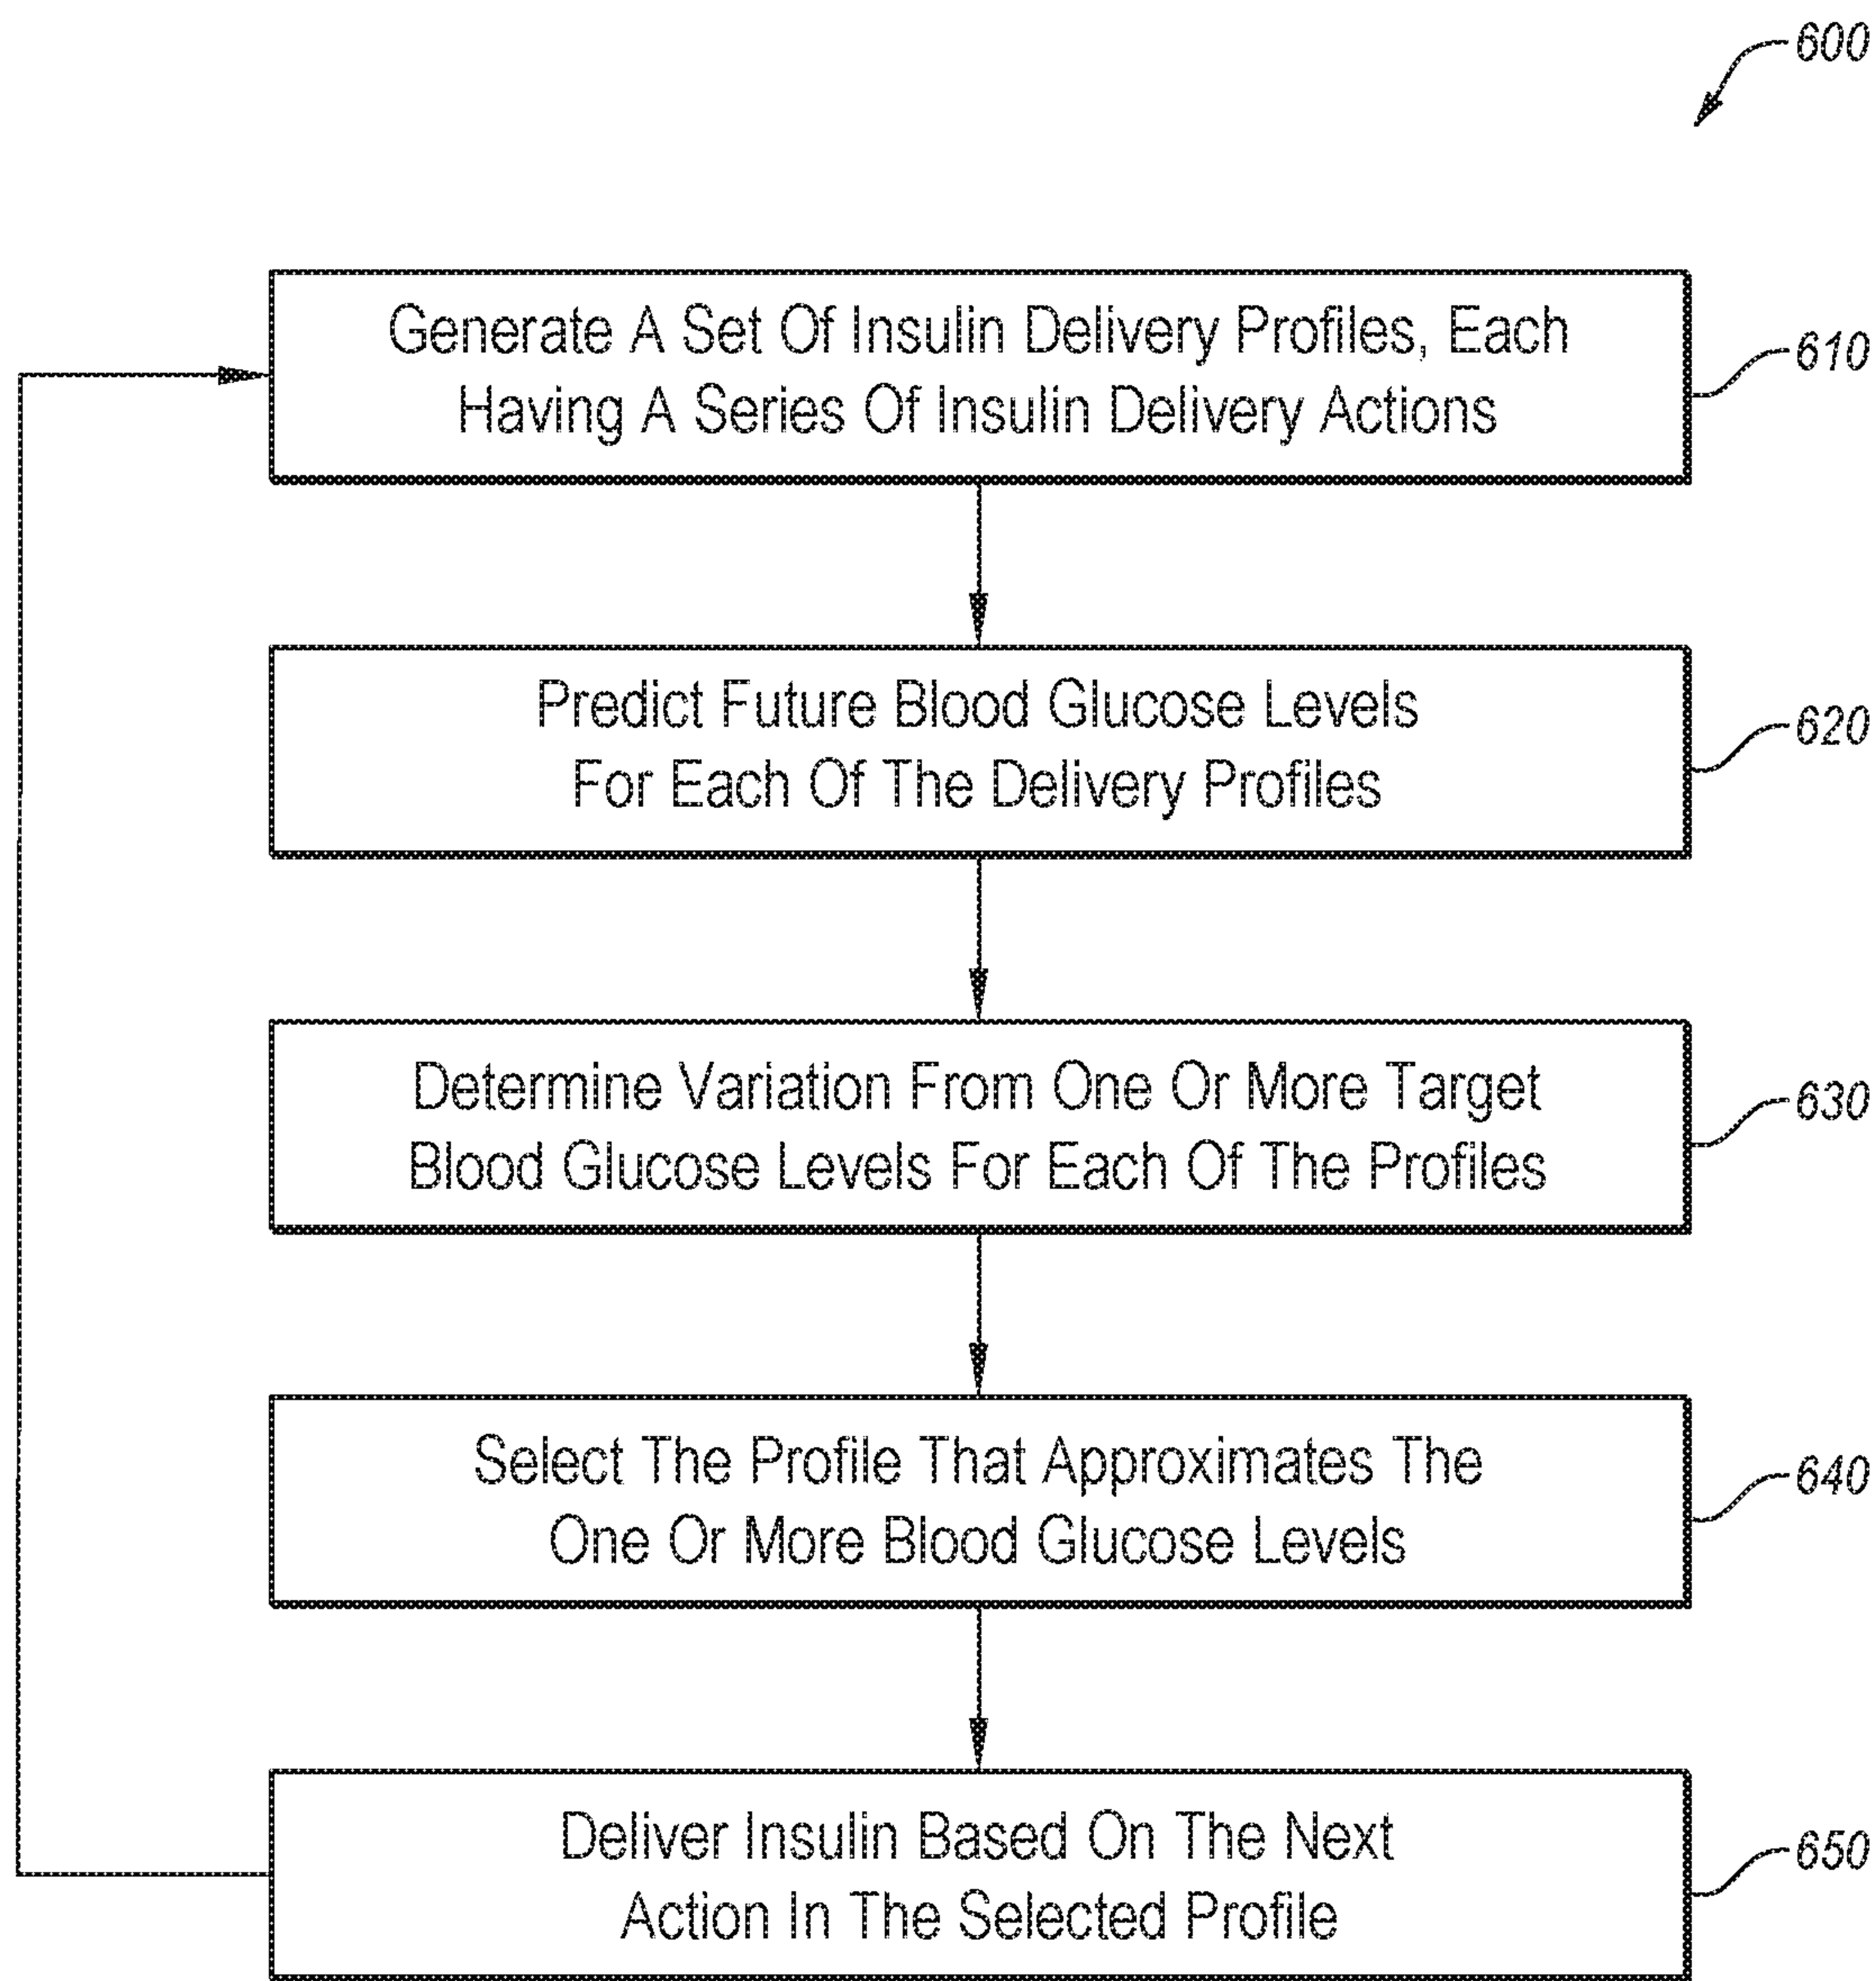 600
Generate A Set Of Insulin Delivery Profiles, Each
Having A Series Of Insulin Delivery Actions
610
Predict Future Blood Glucose Levels
For Each Of The Delivery Profiles
620
Determine Variation From One Or More Target
Blood Glucose Levels For Each Of The Profiles
630
Select The Profile That Approximates The
One Or More Blood Glucose Levels
640
Deliver Insulin Based On The Next
Action In The Selected Profile
650